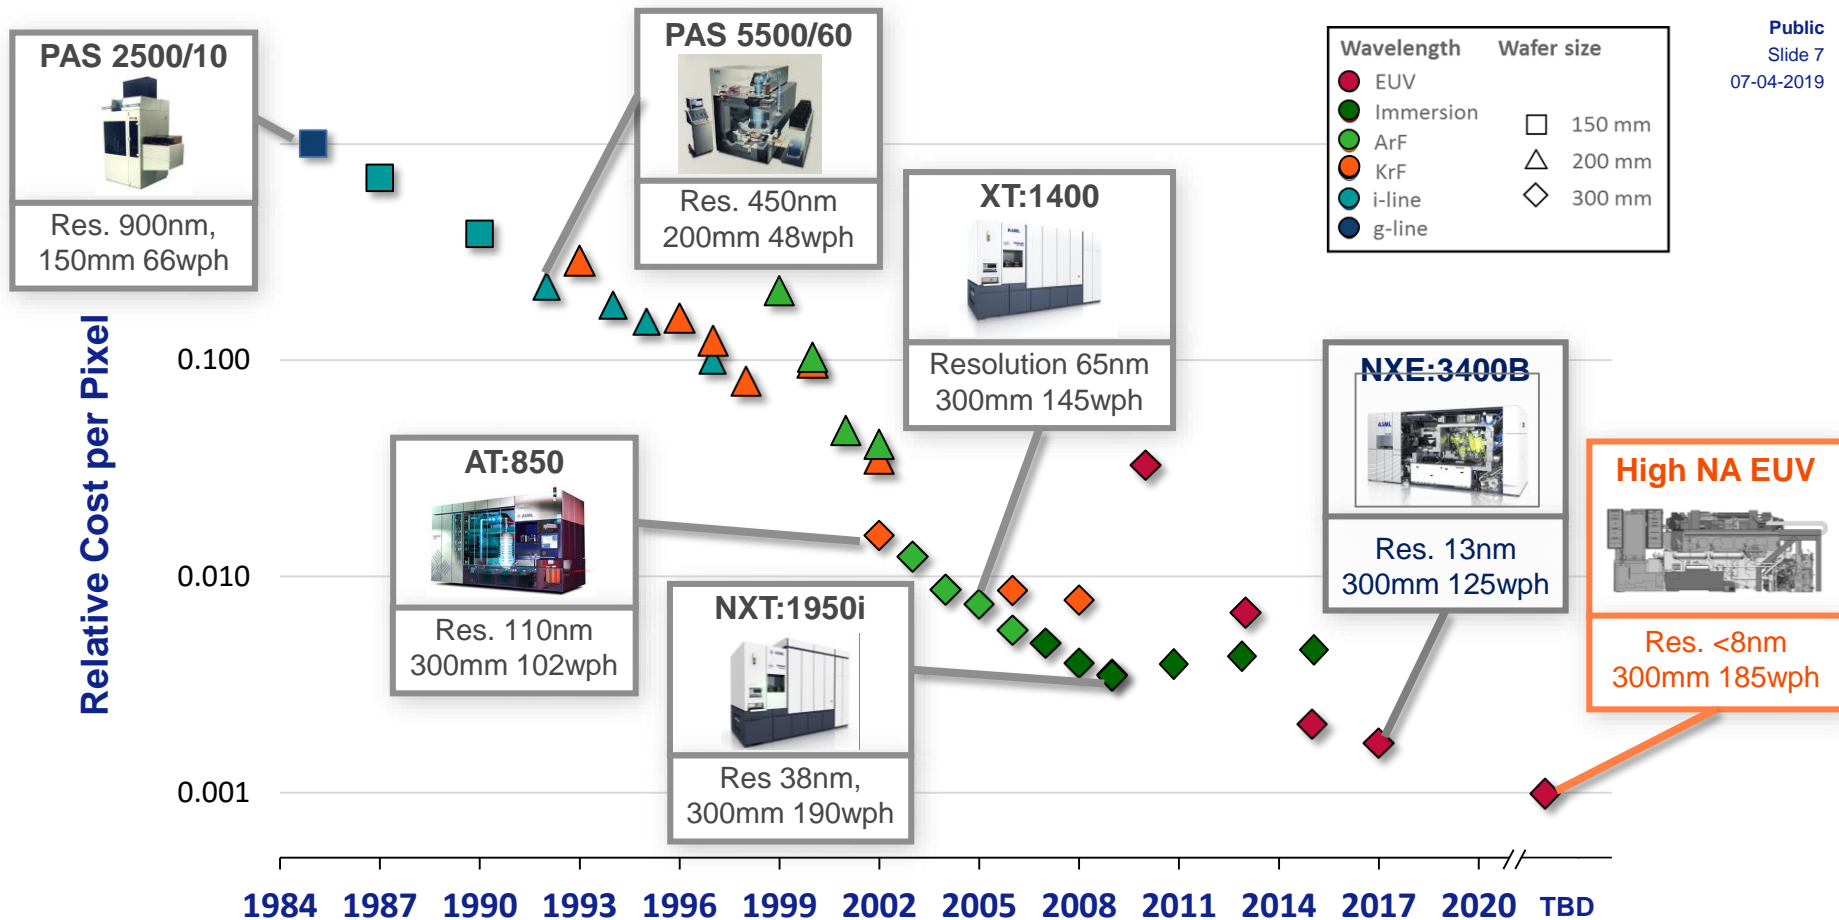 PAS 2500/10
Res. 900nm,
150mm 66wph
PAS 5500/60
Res. 450nm
200mm 48wph
XT:1400
ASML
Resolution 65nm
300mm 145wph
Wavelength
EUV
Immersion
ArF
KrF
i-line
g-line
Wafer size
150 mm
200 mm
300 mm
Public
Slide 7
07-04-2019
AT:850
ASML
Res. 110nm
300mm 102wph
NXT:1950i
Res 38nm,
300mm 190wph
NXE:3400B
ASML
Res. 13nm
300mm 125wph
High NA EUV
Res. <8nm
300mm 185wph
Relative Cost per Pixel
0.100
0.010
0.001
1984 1987 1990 1993 1996 1999 2002 2005 2008 2011 2014 2017 2020 TBD